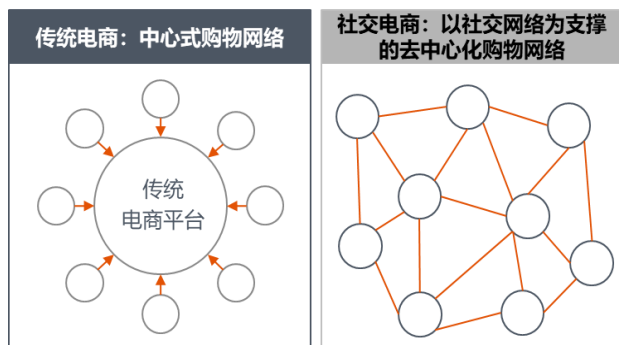 传统电商：中心式购物网络
传统
电商平台
社交电商：以社交网络为支撑
的去中心化购物网络